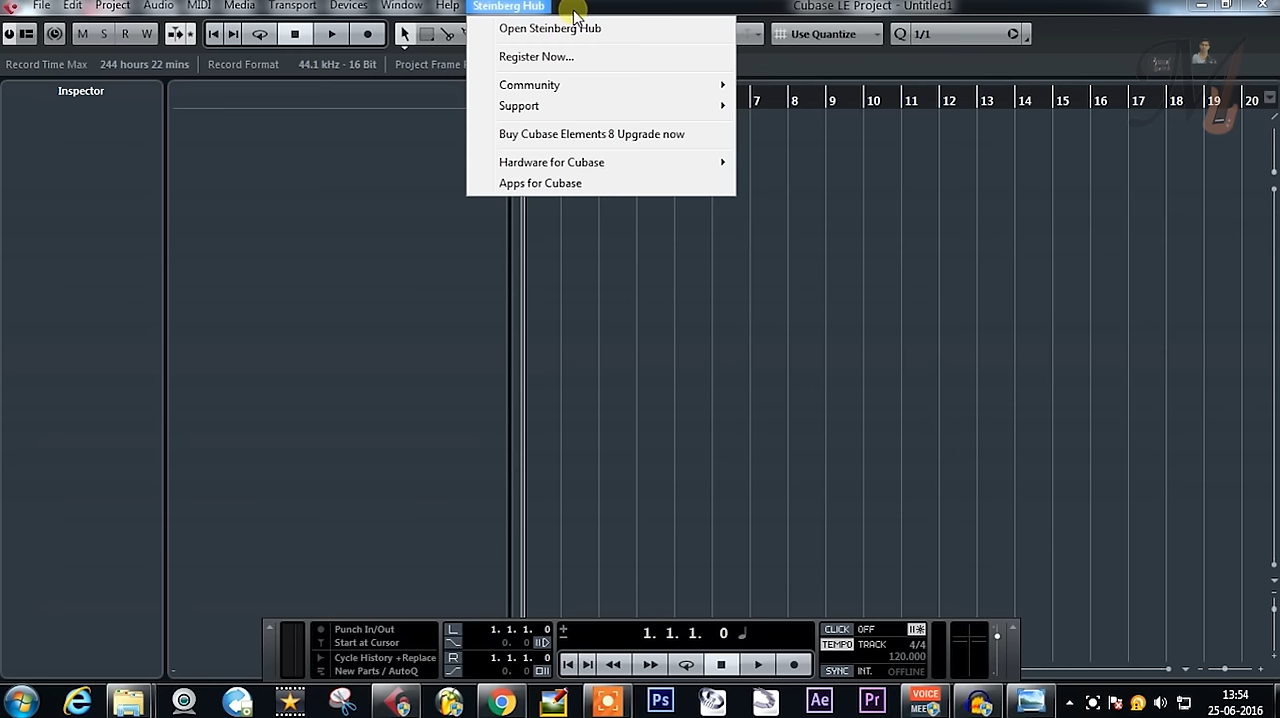 File Edit Project Audio MIDI Media Transport Devices Window Help Steinberg Hub Cubase LE Project - Untitled1
M S R W Use Quantize Q 1/1
Record Time Max 244 hours 22 mins Record Format 44.1 kHz - 16 Bit Project Frame
Open Steinberg Hub
Register Now...
Community
Support
Buy Cubase Elements 8 Upgrade now
Hardware for Cubase
Apps for Cubase
Inspector
7 8 9 10 11 12 13 14 15 16 17 18 19 20
Punch In/Out
Start at Cursor
Cycle History +Replace
New Parts / AutoQ
L 1. 1. 1. 0
0. 0
R 1. 1. 1. 0
0. 0
1. 1. 1. 0
CLICK OFF
TEMPO TRACK 4/4
120.000
SYNC INT. OFFLINE
Ps Ae Pr VOICE MEE
13:54
25-06-2016